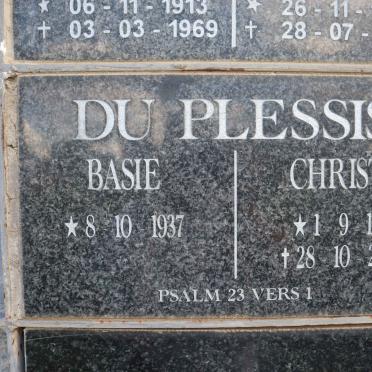 ★ 06 - 11 - 1913 ★ 26 - 11 -
✝ 03 - 03 - 1969 ✝ 28 - 07 -
DU PLESSIS
BASIE CHRIST
★ 8 10 1937 ★ 1 9 1
✝ 28 10 2
PSALM 23 VERS 1